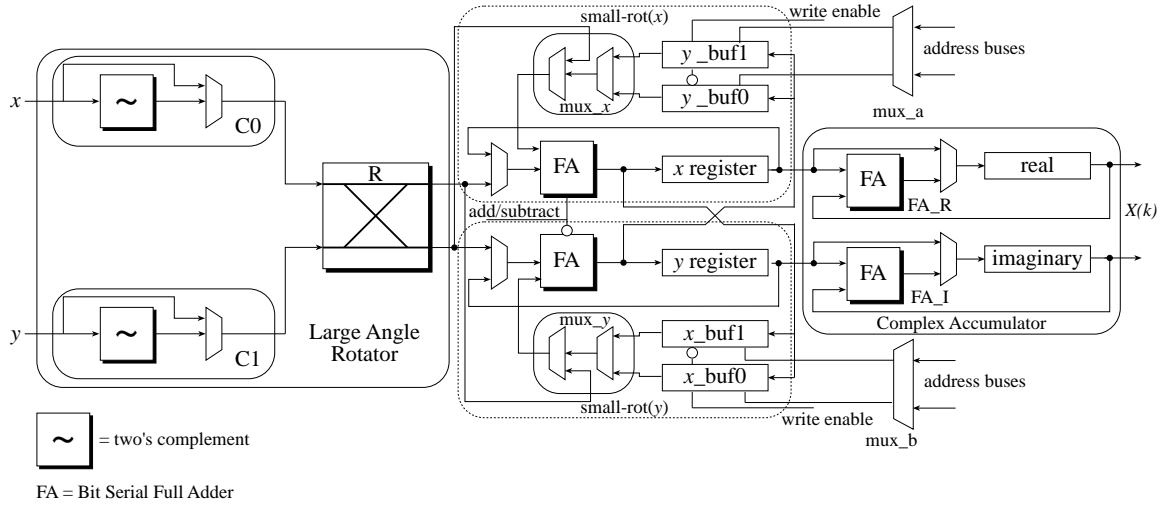 small-rot(x)
write enable
address buses
mux_a
y _buf1
y _buf0
mux_x
x
~
C0
R
FA
x register
FA
FA_R
real
X(k)
add/subtract
FA
y register
FA
FA_I
imaginary
Complex Accumulator
y
~
C1
Large Angle
Rotator
mux_y
x_buf1
x_buf0
small-rot(y)
write enable
address buses
mux_b
~ = two's complement
FA = Bit Serial Full Adder